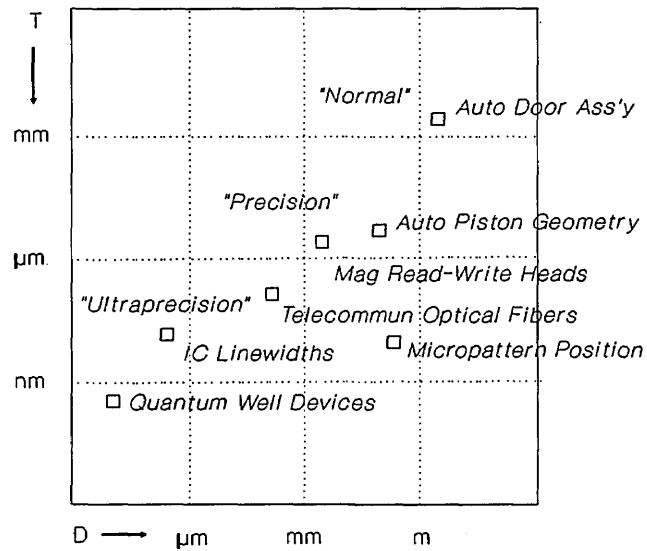 T
"Normal"
Auto Door Ass'y
mm
"Precision"
Auto Piston Geometry
µm
Mag Read-Write Heads
"Ultraprecision"
Telecommun Optical Fibers
IC Linewidths
Micropattern Position
nm
Quantum Well Devices
D
µm
mm
m